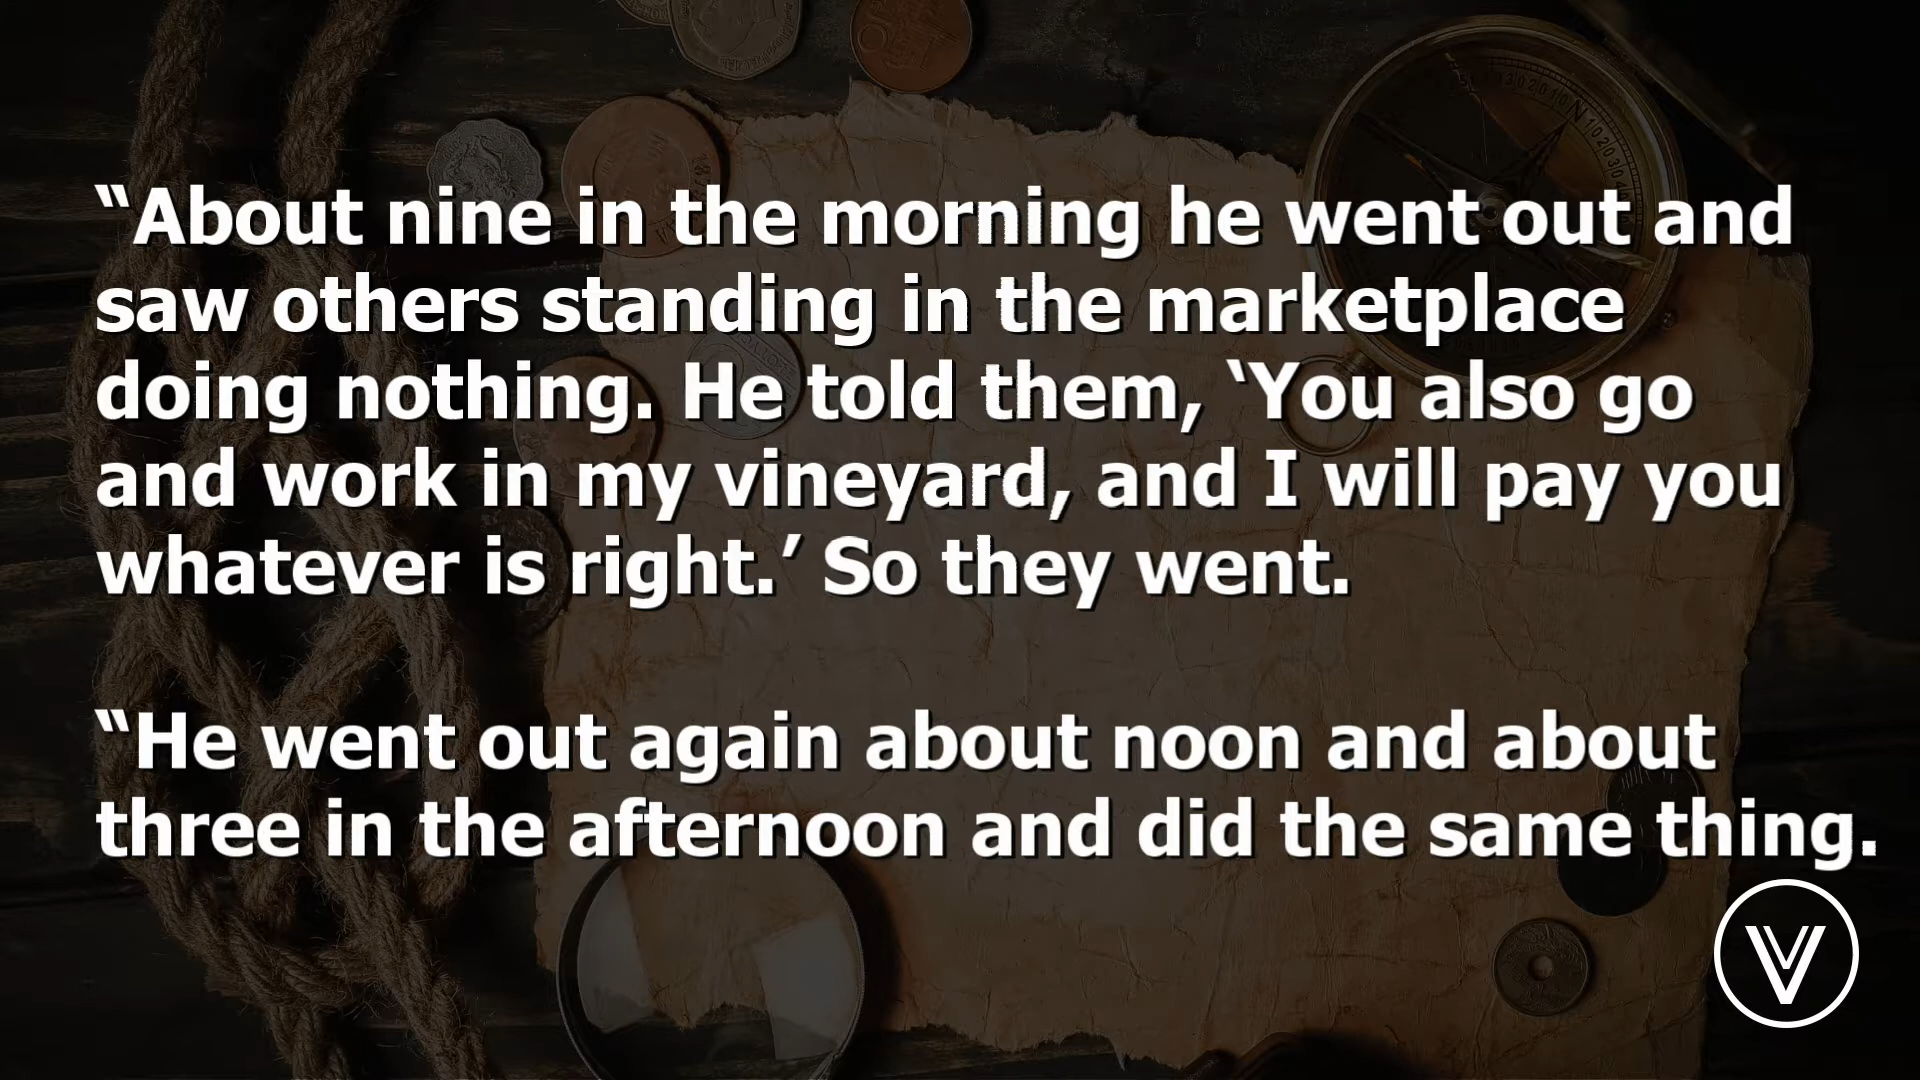 “About nine in the morning he went out and
saw others standing in the marketplace
doing nothing. He told them, ‘You also go
and work in my vineyard, and I will pay you
whatever is right.’ So they went.
“He went out again about noon and about
three in the afternoon and did the same thing.